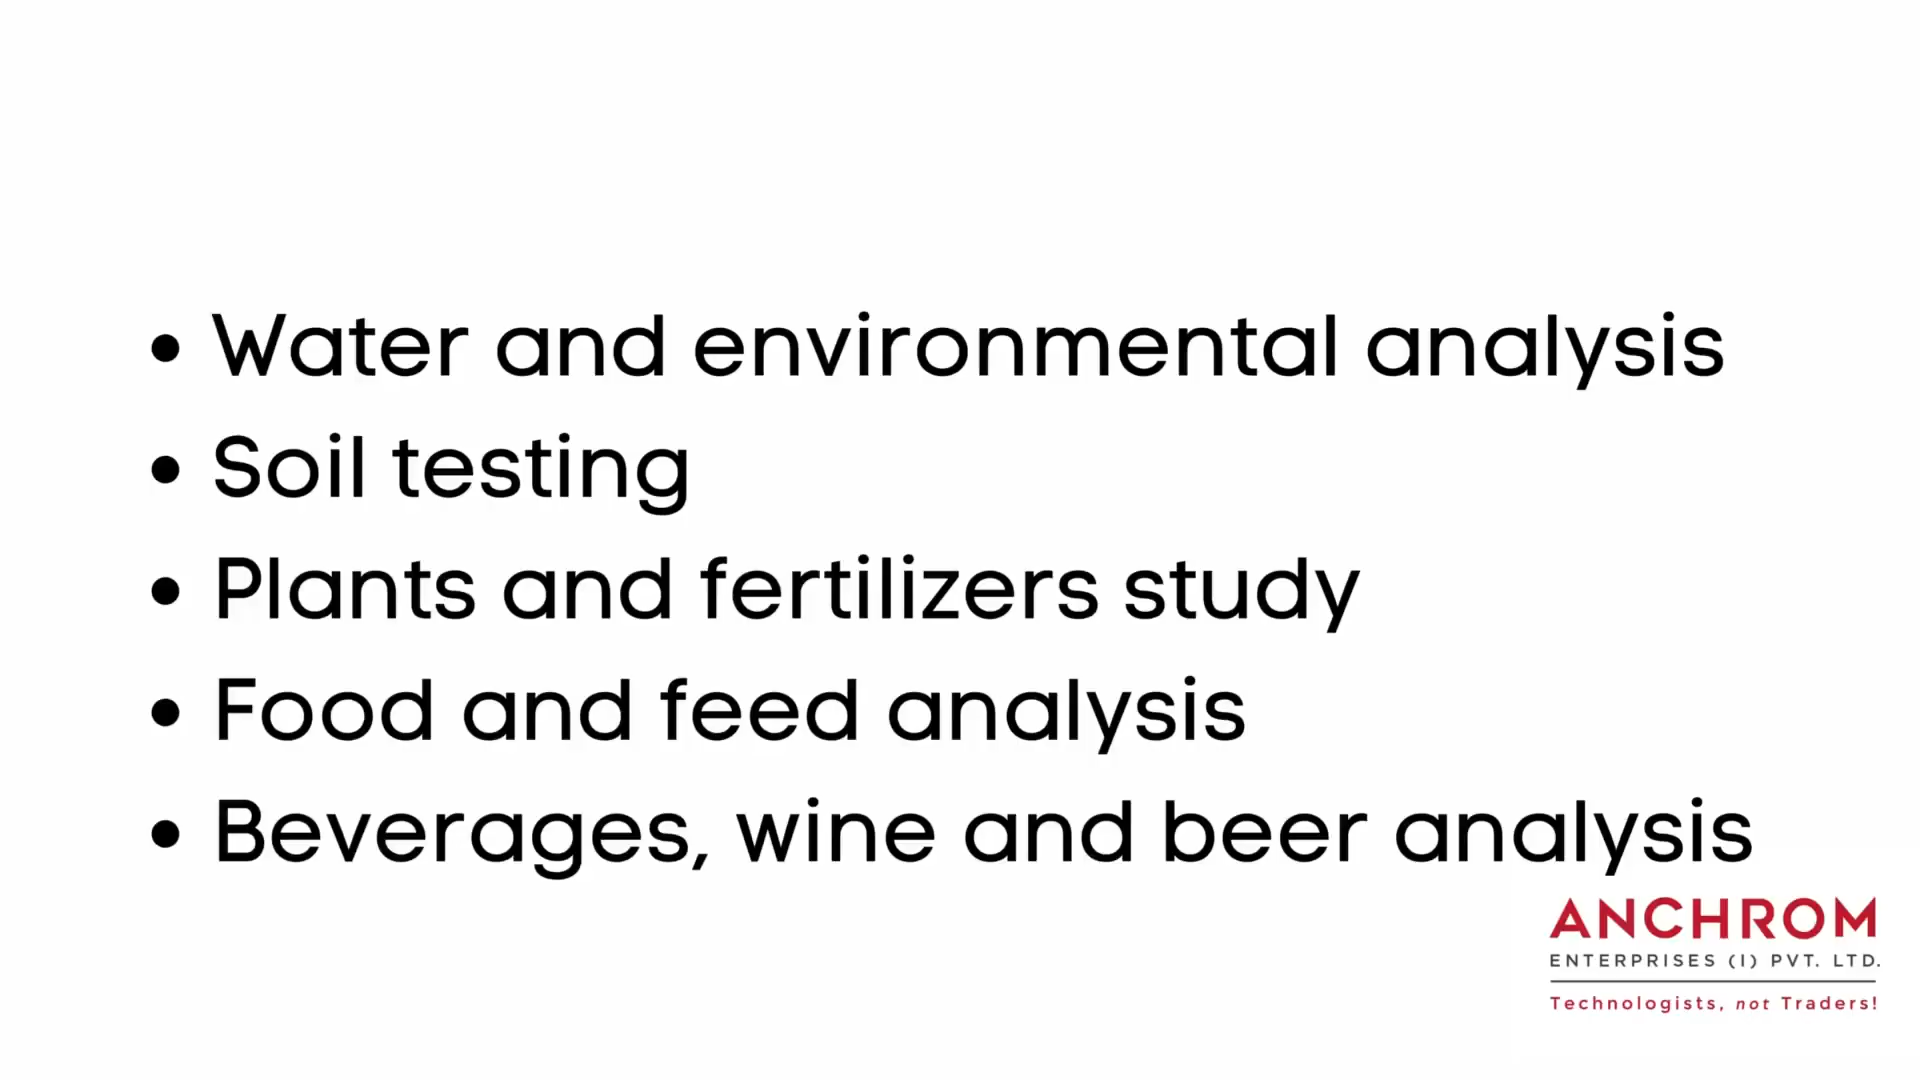 • Water and environmental analysis
• Soil testing
• Plants and fertilizers study
• Food and feed analysis
• Beverages, wine and beer analysis
ANCHROM
ENTERPRISES (I) PVT. LTD.
Technologists, not Traders!